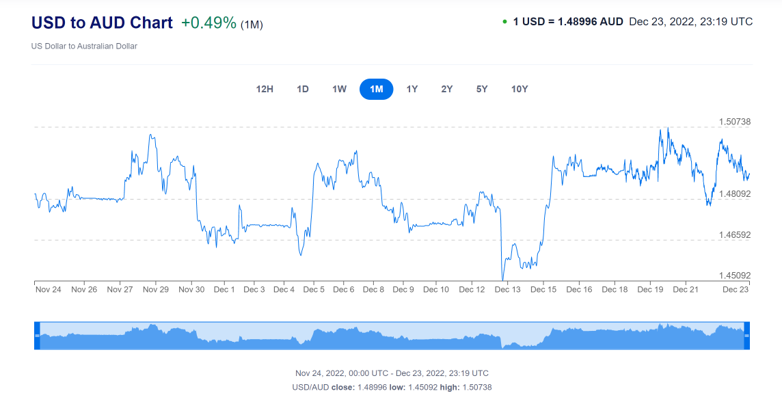 USD to AUD Chart +0.49% (1M)
1 USD = 1.48996 AUD Dec 23, 2022, 23:19 UTC
US Dollar to Australian Dollar
12H 1D 1W 1M 1Y 2Y 5Y 10Y
1.50738
1.48092
1.46592
1.45092
Nov 24 Nov 26 Nov 27 Nov 29 Nov 30 Dec 1 Dec 3 Dec 4 Dec 5 Dec 6 Dec 8 Dec 9 Dec 10 Dec 12 Dec 13 Dec 15 Dec 16 Dec 18 Dec 19 Dec 21 Dec 23
Nov 24, 2022, 00:00 UTC - Dec 23, 2022, 23:19 UTC
USD/AUD close: 1.48996 low: 1.45092 high: 1.50738